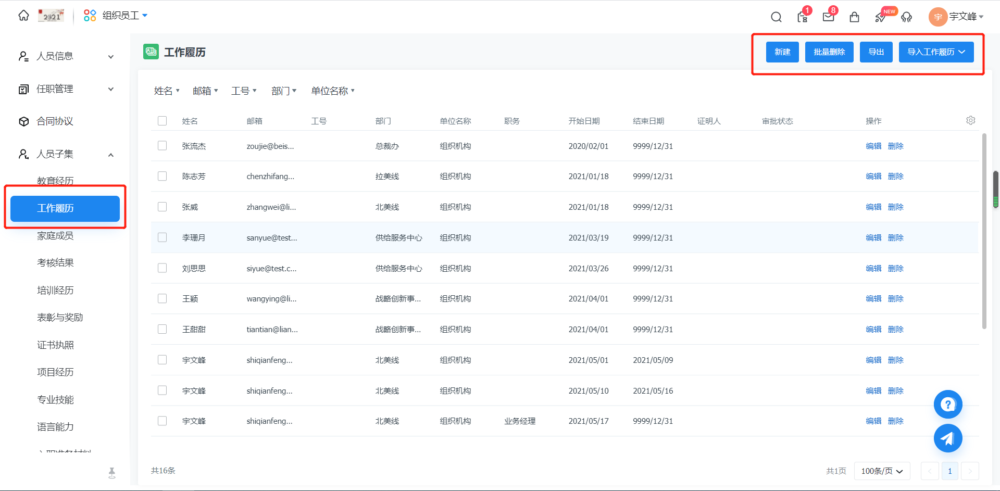 2021
组织员工
1
8
NEW
宇
宇文峰
人员信息
任职管理
合同协议
人员子集
教育经历
工作履历
家庭成员
考核结果
培训经历
表彰与奖励
证书执照
项目经历
专业技能
语言能力
工作履历
新建
批量删除
导出
导入工作履历
姓名 邮箱 工号 部门 单位名称
姓名 邮箱 工号 部门 单位名称 职务 开始日期 结束日期 证明人 审批状态 操作
张流杰 zoujie@beis... 总裁办 组织机构 2020/02/01 9999/12/31 编辑 删除
陈志芳 chenzhifang... 拉美线 组织机构 2021/01/18 9999/12/31 编辑 删除
张威 zhangwei@li... 北美线 组织机构 2021/01/18 9999/12/31 编辑 删除
李珊月 sanyue@test... 供给服务中心 组织机构 2021/03/19 9999/12/31 编辑 删除
刘思思 siyue@test.c... 供给服务中心 组织机构 2021/03/26 9999/12/31 编辑 删除
王颖 wangying@li... 战略创新事... 组织机构 2021/04/01 9999/12/31 编辑 删除
王甜甜 tiantian@lian... 战略创新事... 组织机构 2021/04/01 9999/12/31 编辑 删除
宇文峰 shiqianfeng... 北美线 组织机构 2021/05/01 2021/05/09 编辑 删除
宇文峰 shiqianfeng... 北美线 组织机构 2021/05/10 2021/05/16 编辑 删除
宇文峰 shiqianfeng... 北美线 组织机构 业务经理 2021/05/17 9999/12/31 编辑 删除
共16条
共1页
100条/页
< 1 >